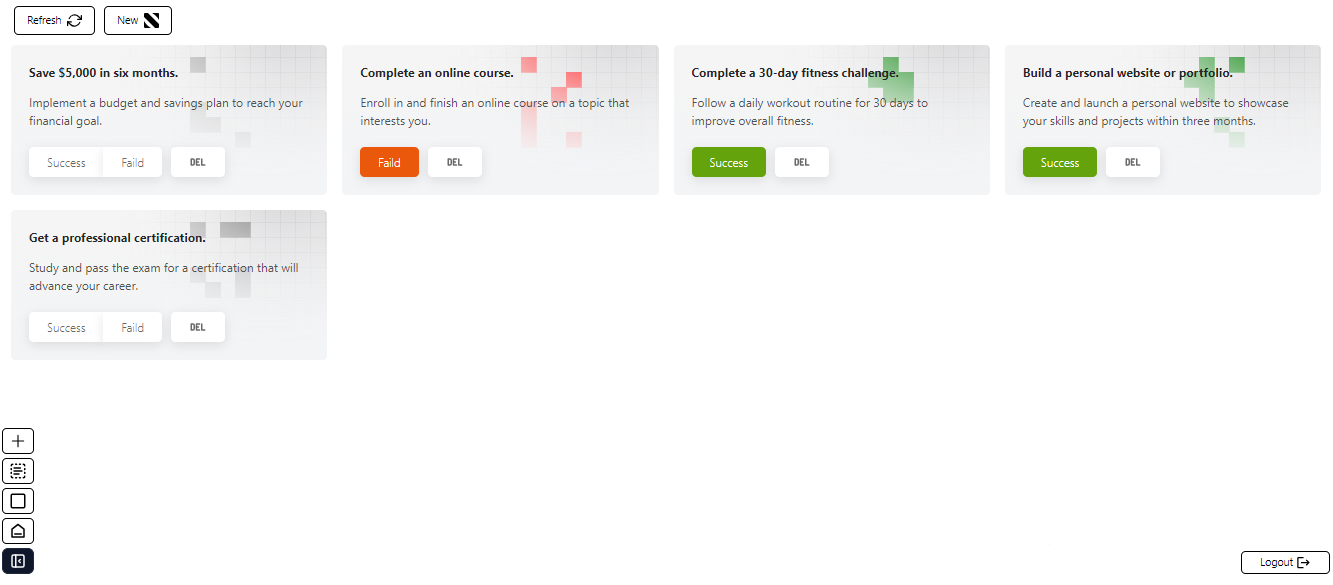 Refresh
New
Save $5,000 in six months.
Implement a budget and savings plan to reach your
financial goal.
Success
Faild
DEL
Complete an online course.
Enroll in and finish an online course on a topic that
interests you.
Faild
DEL
Complete a 30-day fitness challenge.
Follow a daily workout routine for 30 days to
improve overall fitness.
Success
DEL
Build a personal website or portfolio.
Create and launch a personal website to showcase
your skills and projects within three months.
Success
DEL
Get a professional certification.
Study and pass the exam for a certification that will
advance your career.
Success
Faild
DEL
Logout